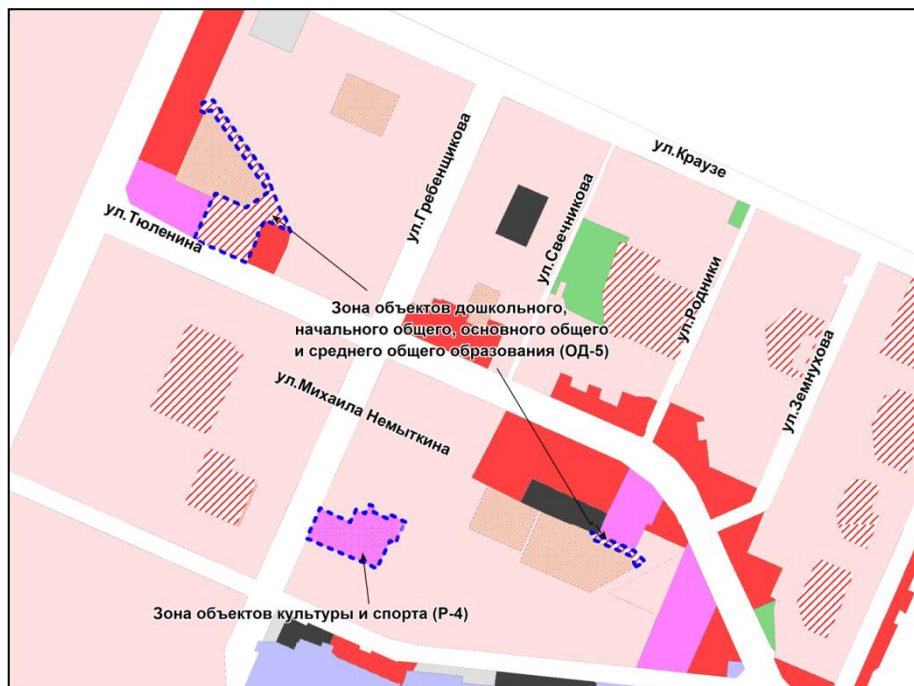 ул.Краузе
ул.Гребенщикова
ул.Свечникова
ул.Тюленина
ул.Родники
Зона объектов дошкольного,
начального общего, основного общего
и среднего общего образования (ОД-5)
ул.Земнухова
ул.Михаила Немыткина
Зона объектов культуры и спорта (Р-4)